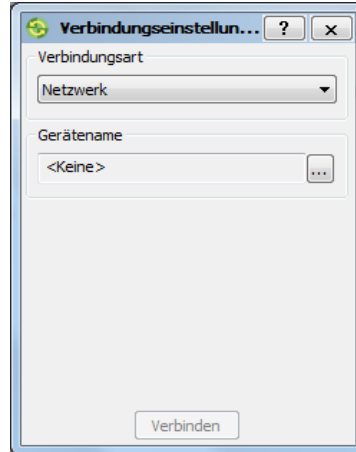 Verbindungseinstellun... ? x
Verbindungsart
Netzwerk
Gerätename
<Keine> ...
Verbinden